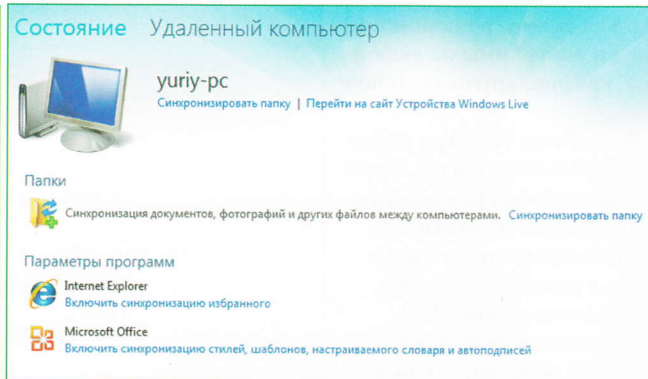 Состояние Удаленный компьютер
yuriy-pc
Синхронизировать папку | Перейти на сайт Устройства Windows Live
Папки
Синхронизация документов, фотографий и других файлов между компьютерами. Синхронизировать папку
Параметры программ
Internet Explorer
Включить синхронизацию избранного
Microsoft Office
Включить синхронизацию стилей, шаблонов, настраиваемого словаря и автоподписей